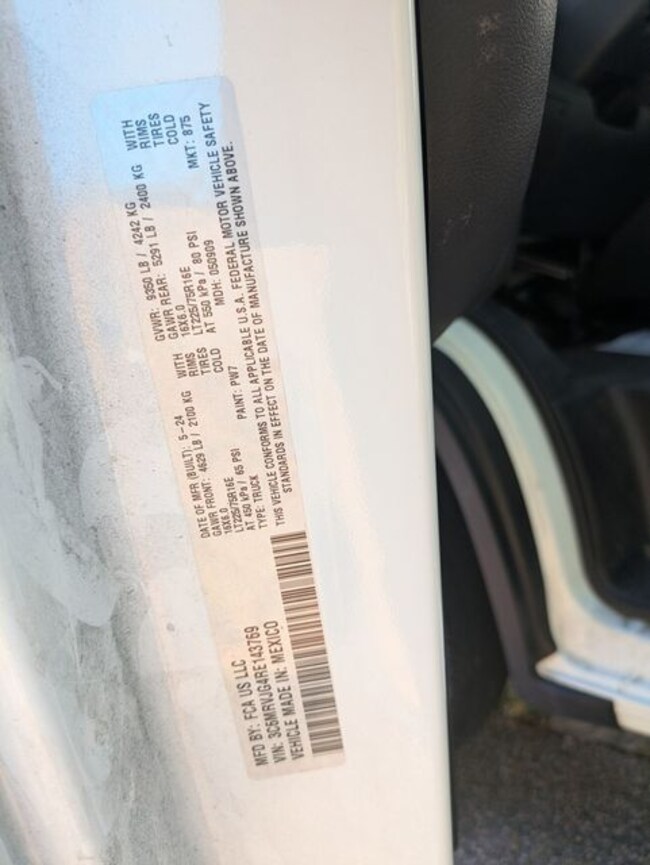 MFD BY: FCA US LLC
VIN: 3C6MRVJG4RE143769
VEHICLE MADE IN: MEXICO
DATE OF MFR (BUILT): 5-24
GAWR FRONT: 4629 LB / 2100 KG WITH
16X6.0 RIMS
LT225/75R16E TIRES
AT 450 kPa / 65 PSI COLD
GVWR: 9350 LB / 4242 KG
GAWR REAR: 5291 LB / 2400 KG WITH
16X6.0 RIMS
LT225/75R16E TIRES
AT 550 kPa / 80 PSI COLD
TYPE: TRUCK PAINT: PW7 MDH: 050909 MKT: 875
THIS VEHICLE CONFORMS TO ALL APPLICABLE U.S.A. FEDERAL MOTOR VEHICLE SAFETY
STANDARDS IN EFFECT ON THE DATE OF MANUFACTURE SHOWN ABOVE.